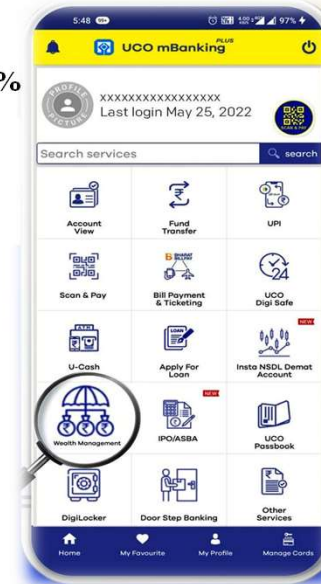 %
5:48
97%
UCO mBanking PLUS
PROFILE
PICTURE
xxxxxxxxxxxxxxxxxx
Last login May 25, 2022
SCAN & PAY
Search services
search
Account
View
Fund
Transfer
UPI
Scan & Pay
BHARAT
BILLPAY
Bill Payment
& Ticketing
24
UCO
Digi Safe
ATM
U-Cash
LOAN
Apply For
Loan
NEW
Insta NSDL Demat
Account
Wealth Management
NEW
IPO/ASBA
UCO
Passbook
DigiLocker
Door Step Banking
Other
Services
Home
My Favourite
My Profile
Manage Cards